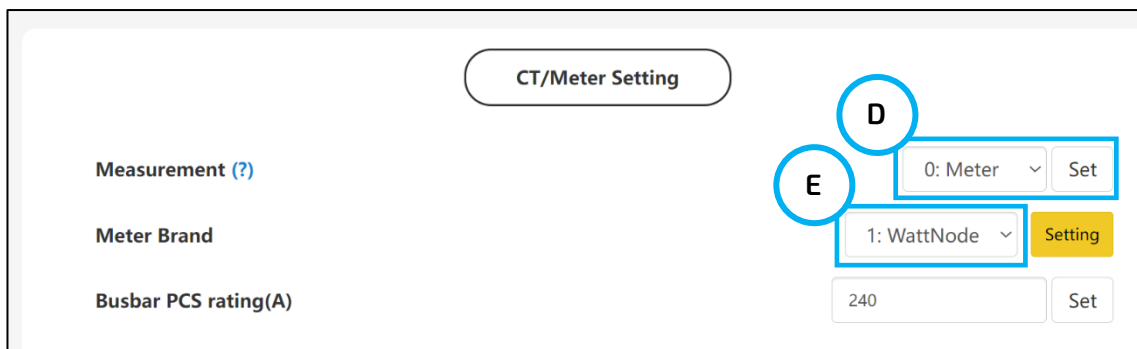 CT/Meter Setting
D
Measurement (?)
0: Meter
Set
E
Meter Brand
1: WattNode
Setting
Busbar PCS rating(A)
240
Set